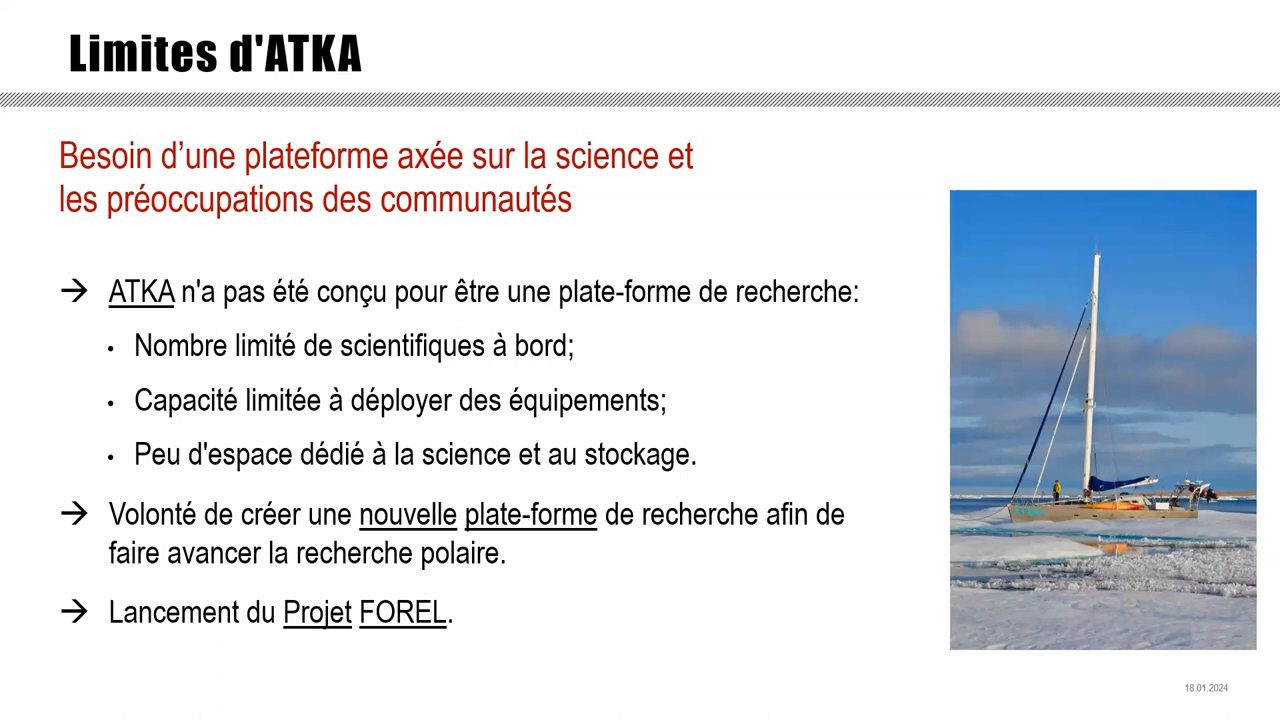 Limites d'ATKA
Besoin d’une plateforme axée sur la science et
les préoccupations des communautés
→ ATKA n'a pas été conçu pour être une plate-forme de recherche:
• Nombre limité de scientifiques à bord;
• Capacité limitée à déployer des équipements;
• Peu d'espace dédié à la science et au stockage.
→ Volonté de créer une nouvelle plate-forme de recherche afin de
faire avancer la recherche polaire.
→ Lancement du Projet FOREL.
18.01.2024